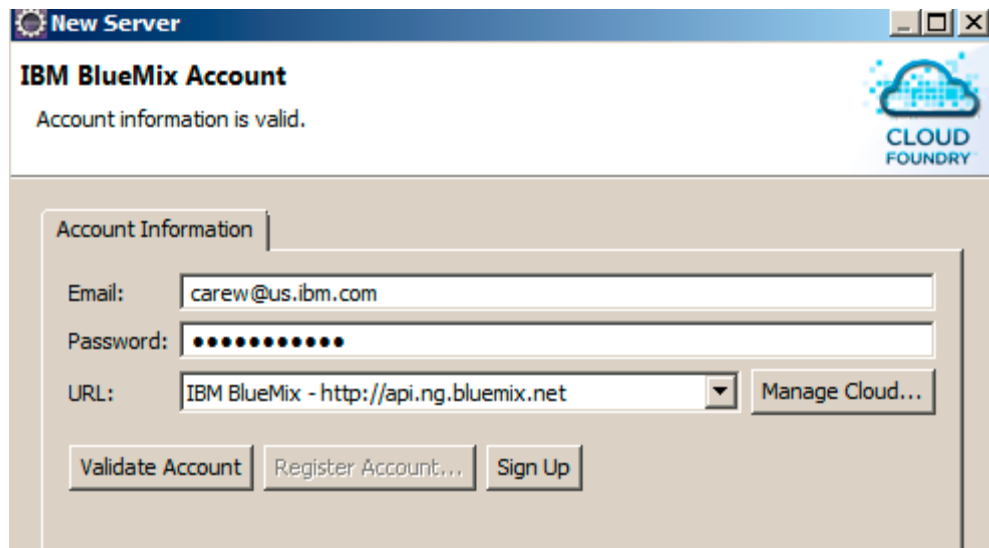 New Server
IBM BlueMix Account
Account information is valid.
CLOUD
FOUNDRY
Account Information
Email: carew@us.ibm.com
Password: ●●●●●●●●●●●
URL: IBM BlueMix - http://api.ng.bluemix.net Manage Cloud...
Validate Account Register Account... Sign Up